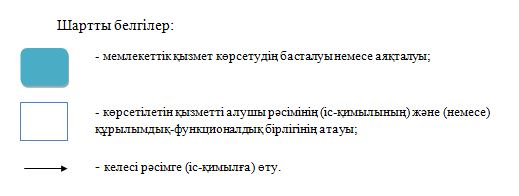 Шартты белгілер:
- мемлекеттік қызмет көрсетудің басталуы немесе аяқталуы;
- көрсетілетін қызметті алушы рәсімінің (іс-қимылының) және (немесе)
құрылымдық-функционалдық бірлігінің атауы;
- келесі рәсімге (іс-қимылға) өту.